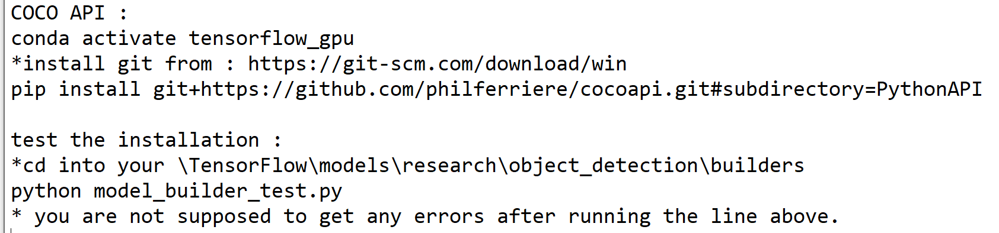 COCO API :
conda activate tensorflow_gpu
*install git from : https://git-scm.com/download/win
pip install git+https://github.com/philferriere/cocoapi.git#subdirectory=PythonAPI
test the installation :
*cd into your \TensorFlow\models\research\object_detection\builders
python model_builder_test.py
* you are not supposed to get any errors after running the line above.